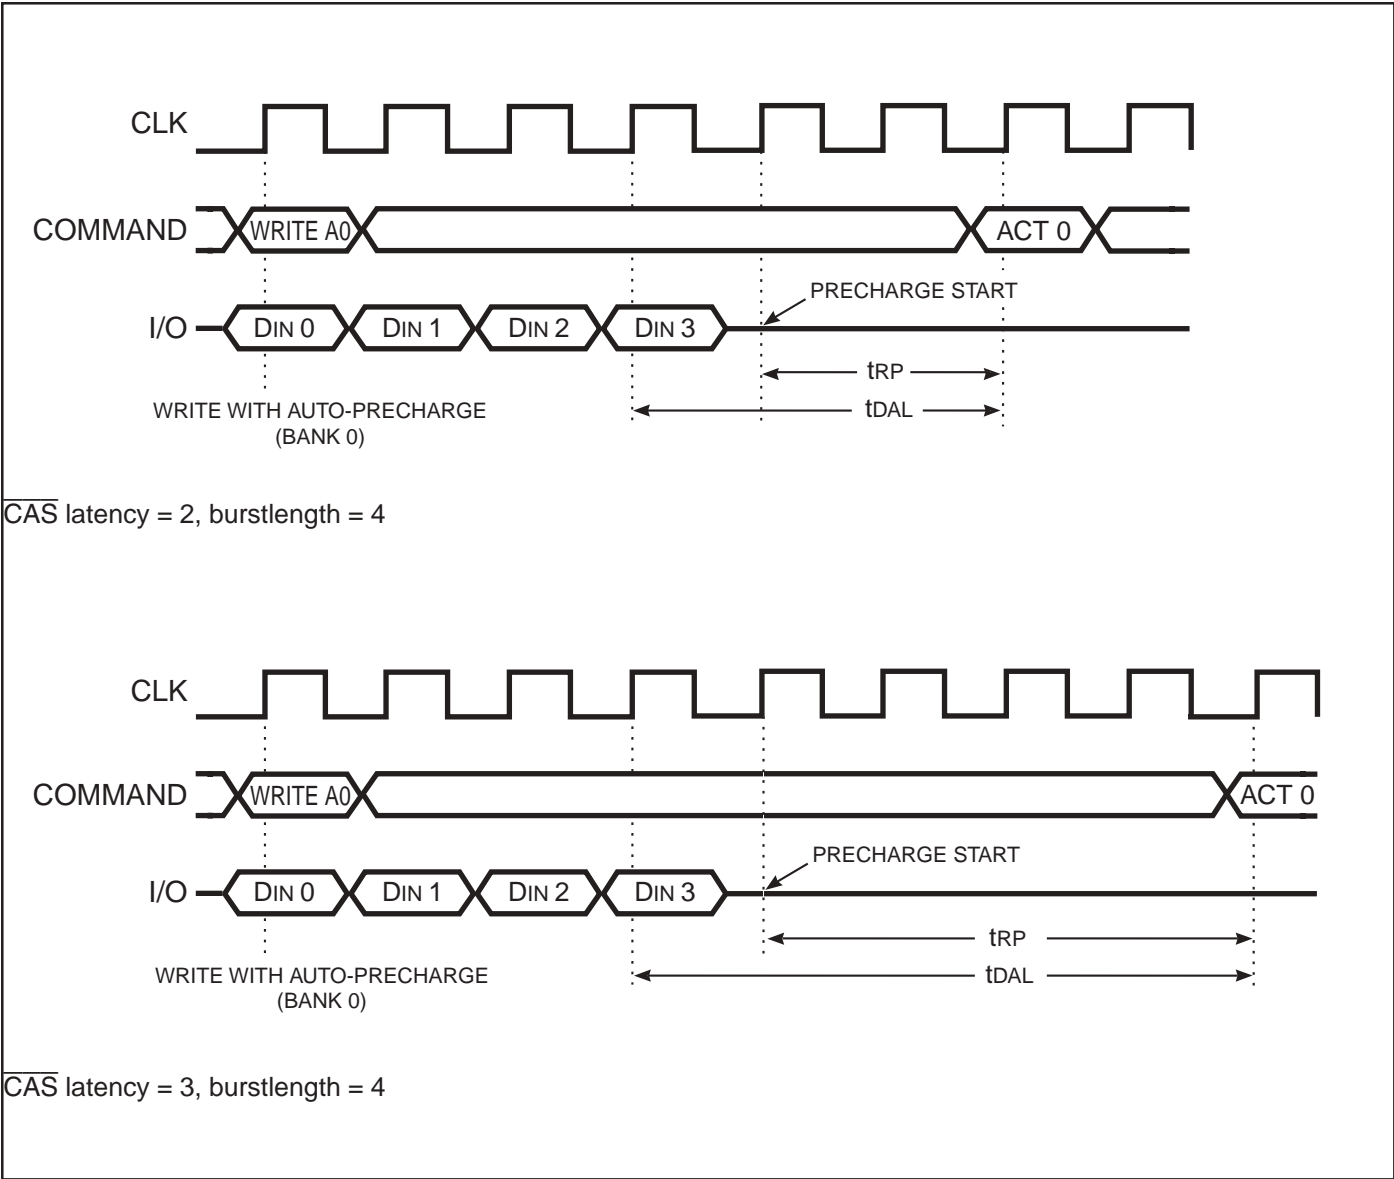 CLK
COMMAND WRITE A0 ACT 0
PRECHARGE START
I/O DIN 0 DIN 1 DIN 2 DIN 3
tRP
tDAL
WRITE WITH AUTO-PRECHARGE
(BANK 0)
CAS latency = 2, burstlength = 4
CLK
COMMAND WRITE A0 ACT 0
PRECHARGE START
I/O DIN 0 DIN 1 DIN 2 DIN 3
tRP
tDAL
WRITE WITH AUTO-PRECHARGE
(BANK 0)
CAS latency = 3, burstlength = 4